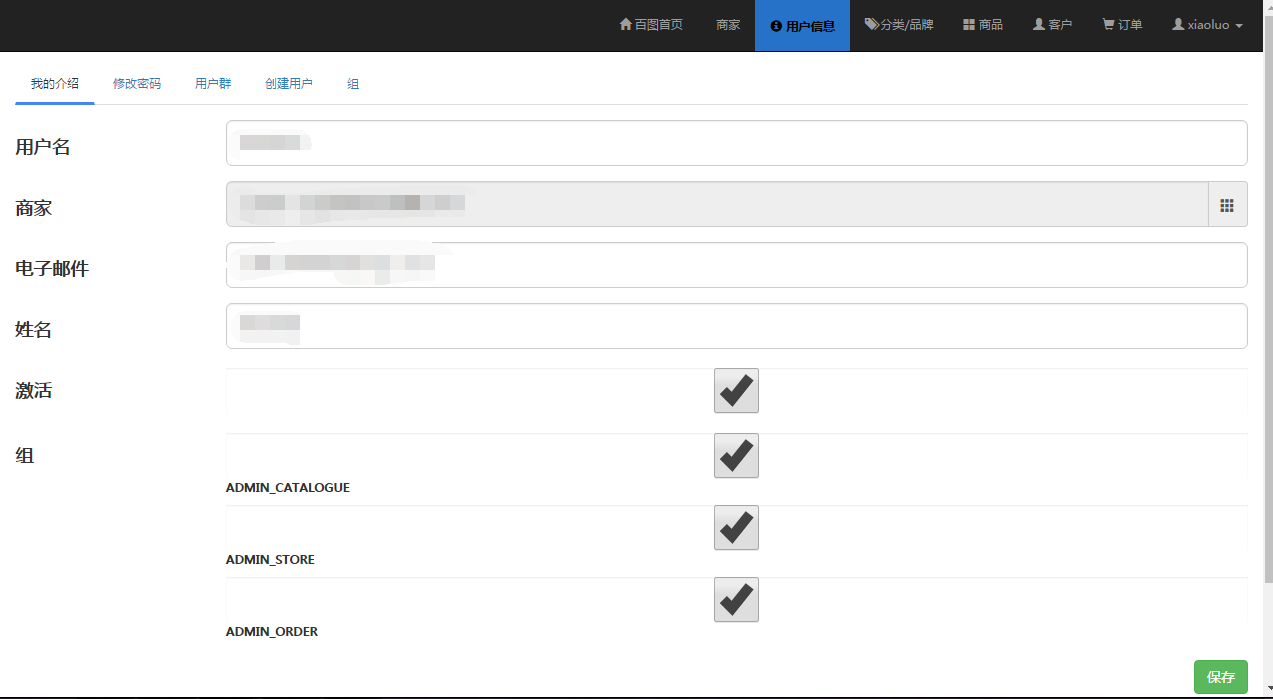 百图首页 商家 用户信息 分类/品牌 商品 客户 订单 xiaoluo
我的介绍 修改密码 用户群 创建用户 组
用户名
商家
电子邮件
姓名
激活
组
ADMIN_CATALOGUE
ADMIN_STORE
ADMIN_ORDER
保存